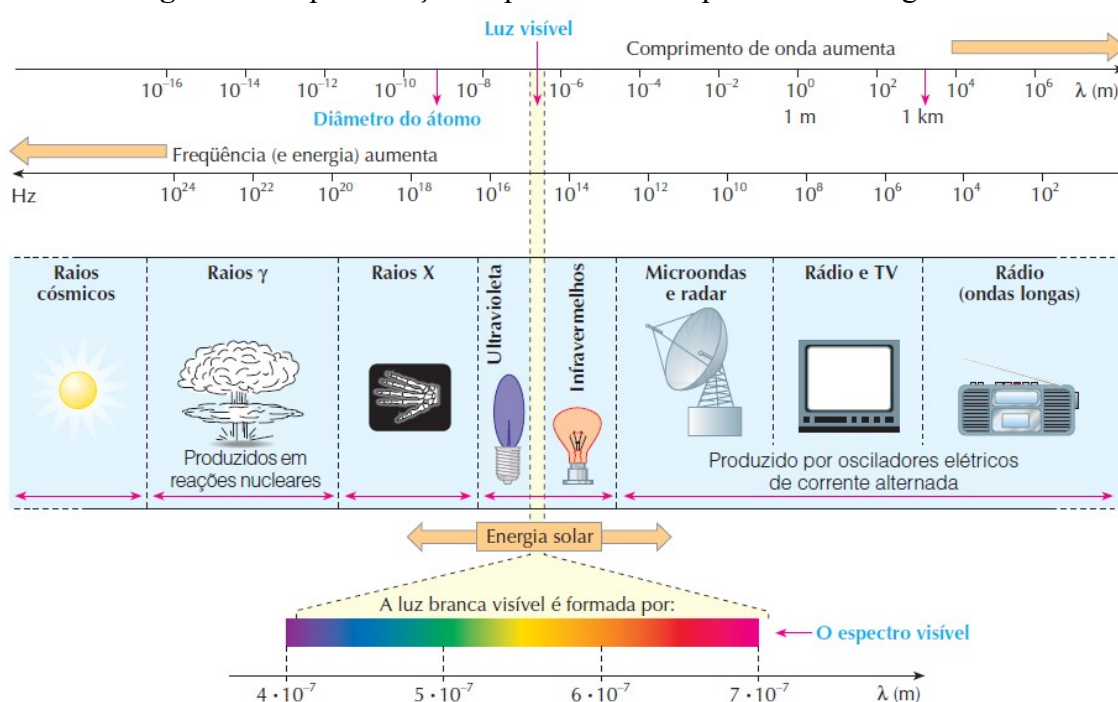 Luz visível
Comprimento de onda aumenta
10⁻¹⁶ 10⁻¹⁴ 10⁻¹² 10⁻¹⁰ 10⁻⁸ 10⁻⁶ 10⁻⁴ 10⁻² 10⁰ 10² 10⁴ 10⁶ λ (m)
Diâmetro do átomo 1 m 1 km
Freqüência (e energia) aumenta
Hz 10²⁴ 10²² 10²⁰ 10¹⁸ 10¹⁶ 10¹⁴ 10¹² 10¹⁰ 10⁸ 10⁶ 10⁴ 10²
Raios
cósmicos
Raios γ
Raios X
Ultravioleta
Infravermelhos
Microondas
e radar
Rádio e TV
Rádio
(ondas longas)
Produzidos em
reações nucleares
Produzido por osciladores elétricos
de corrente alternada
Energia solar
A luz branca visível é formada por:
O espectro visível
4 · 10⁻⁷ 5 · 10⁻⁷ 6 · 10⁻⁷ 7 · 10⁻⁷ λ (m)